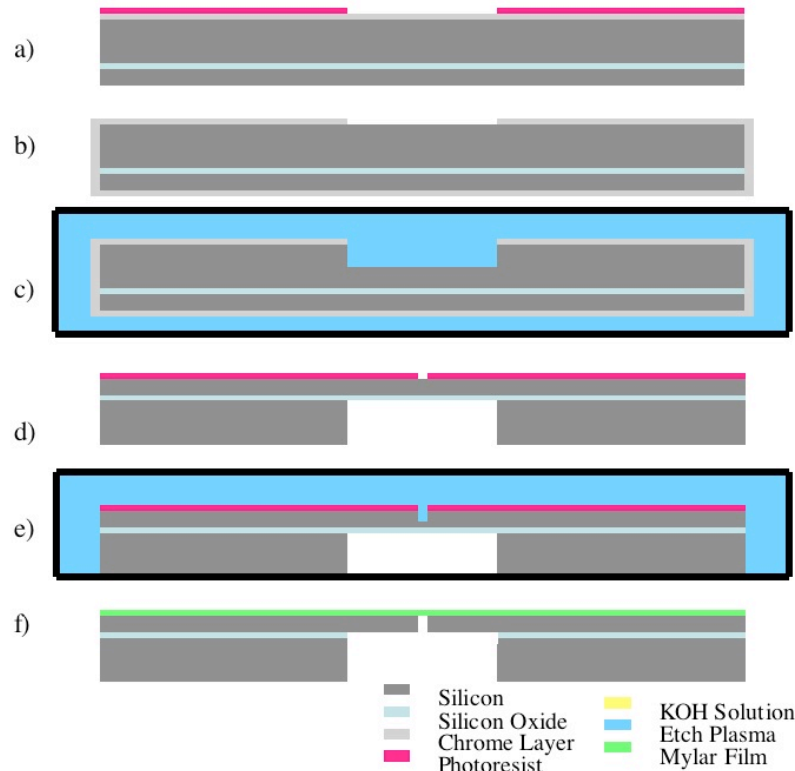 a)
b)
c)
d)
e)
f)
Silicon
Silicon Oxide
Chrome Layer
Photoresist
KOH Solution
Etch Plasma
Mylar Film